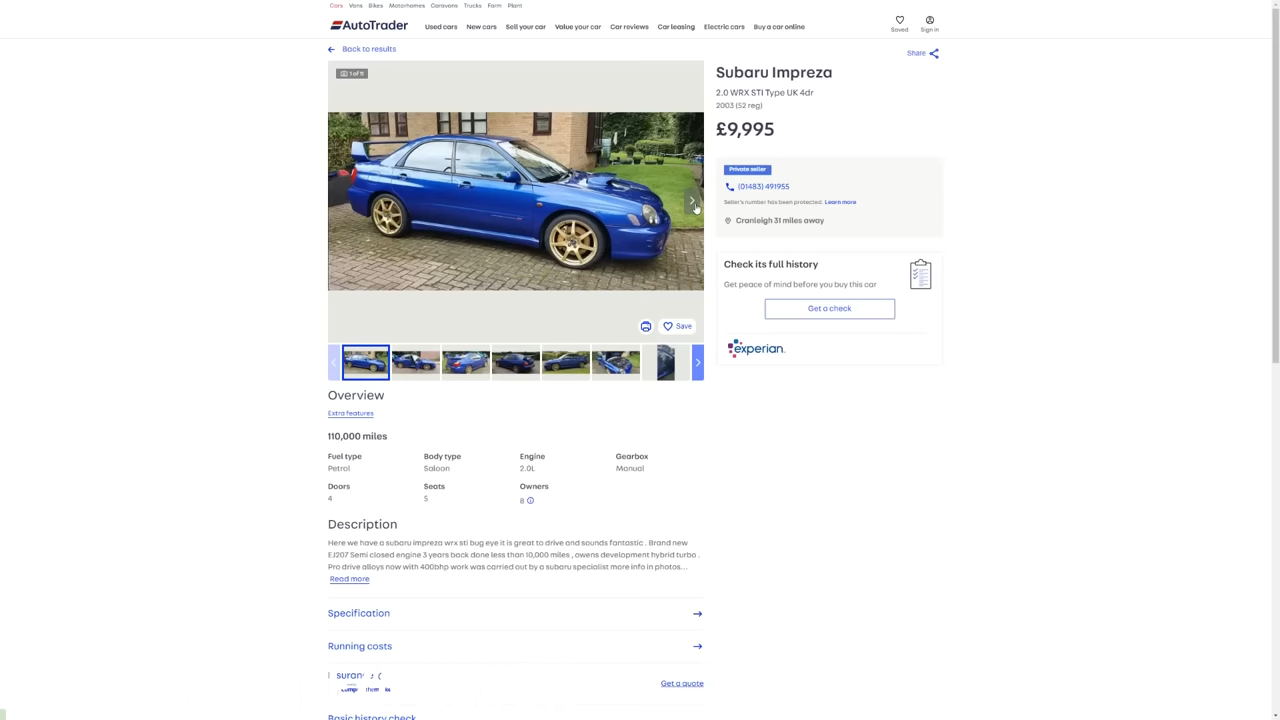 Cars Vans Bikes Motorhomes Caravans Trucks Farm Plant
AutoTrader
Used cars New cars Sell your car Value your car Car reviews Car leasing Electric cars Buy a car online
Saved Sign in
Back to results
Share
1 of 11
Save
Subaru Impreza
2.0 WRX STI Type UK 4dr
2003 (52 reg)
£9,995
Private seller
(01483) 491955
Seller's number has been protected. Learn more
Cranleigh 31 miles away
Check its full history
Get peace of mind before you buy this car
Get a check
experian.
Overview
Extra features
110,000 miles
Fuel type Body type Engine Gearbox
Petrol Saloon 2.0L Manual
Doors Seats Owners
4 5 8
Description
Here we have a subaru impreza wrx sti bug eye it is great to drive and sounds fantastic . Brand new
EJ207 Semi closed engine 3 years back done less than 10,000 miles , owens development hybrid turbo .
Pro drive alloys now with 400bhp work was carried out by a subaru specialist more info in photos...
Read more
Specification
Running costs
Get a quote
Basic history check